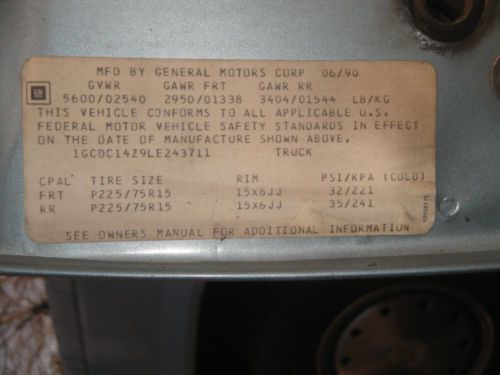 MFD BY GENERAL MOTORS CORP 06/90
GVWR GAWR FRT GAWR RR
GM
5600/02540 2950/01338 3404/01544 LB/KG
THIS VEHICLE CONFORMS TO ALL APPLICABLE U.S.
FEDERAL MOTOR VEHICLE SAFETY STANDARDS IN EFFECT
ON THE DATE OF MANUFACTURE SHOWN ABOVE.
1GCDC14Z9LE243711 TRUCK
CPAL TIRE SIZE RIM PSI/KPA (COLD)
FRT P225/75R15 15X6JJ 32/221
RR P225/75R15 15X6JJ 35/241
SEE OWNERS MANUAL FOR ADDITIONAL INFORMATION